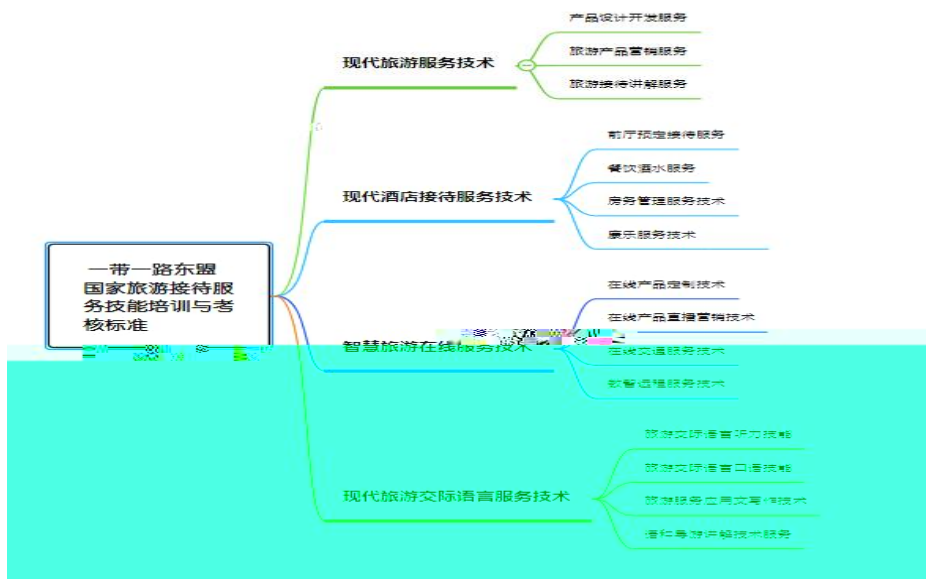 产品设计开发服务
现代旅游服务技术
旅游产品营销服务
旅游接待讲解服务
前厅预定接待服务
餐饮酒水服务
现代酒店接待服务技术
房务管理服务技术
康乐服务技术
一带一路东盟
国家旅游接待服
务技能培训与考
核标准
在线产品定制技术
在线产品直播营销技术
智慧旅游在线服务技术
在线交通服务技术
数智远程服务技术
旅游交际语言听力技能
旅游交际语言口语技能
现代旅游交际语言服务技术
旅游服务应用文写作技术
语种导游讲解技术服务